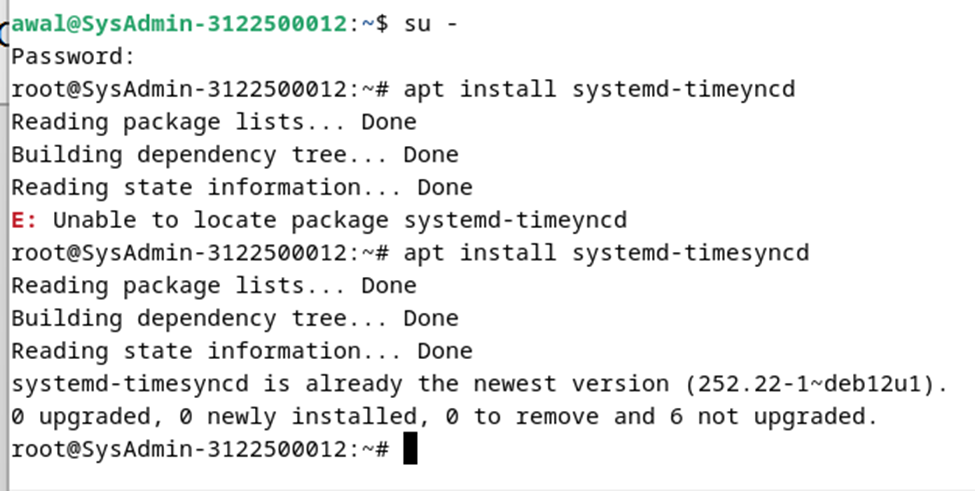 awal@SysAdmin-3122500012:~$ su -
Password:
root@SysAdmin-3122500012:~# apt install systemd-timeyncd
Reading package lists... Done
Building dependency tree... Done
Reading state information... Done
E: Unable to locate package systemd-timeyncd
root@SysAdmin-3122500012:~# apt install systemd-timesyncd
Reading package lists... Done
Building dependency tree... Done
Reading state information... Done
systemd-timesyncd is already the newest version (252.22-1~deb12u1).
0 upgraded, 0 newly installed, 0 to remove and 6 not upgraded.
root@SysAdmin-3122500012:~#